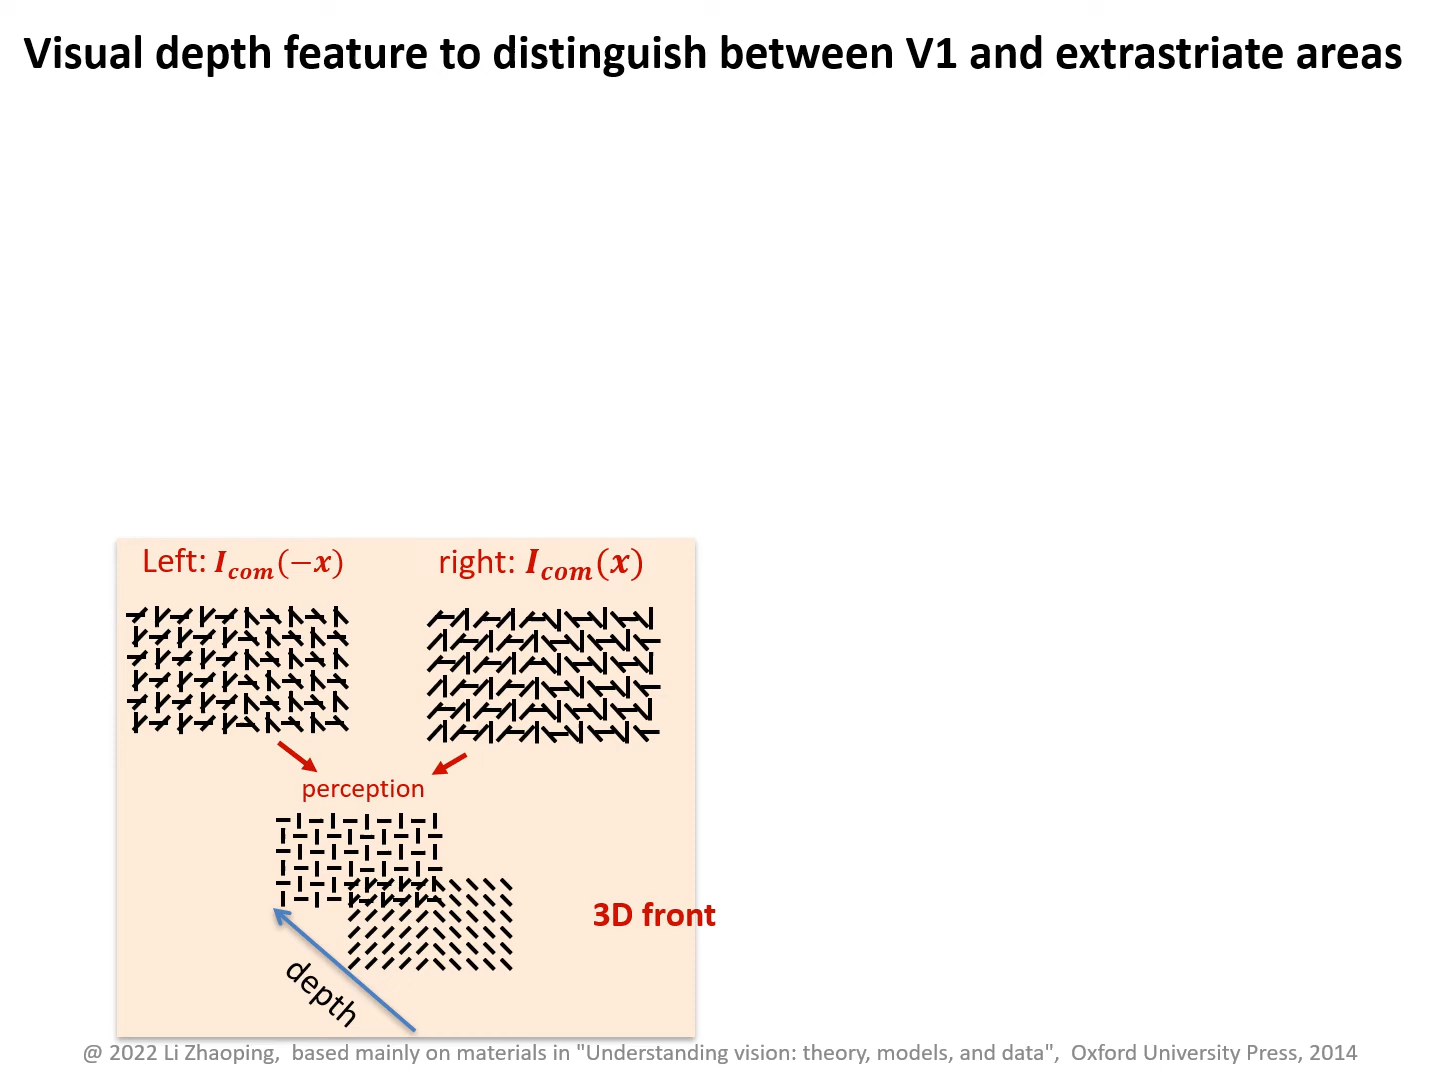 Visual depth feature to distinguish between V1 and extrastriate areas
Left: I_com(−x)
right: I_com(x)
perception
3D front
depth
@ 2022 Li Zhaoping, based mainly on materials in "Understanding vision: theory, models, and data", Oxford University Press, 2014